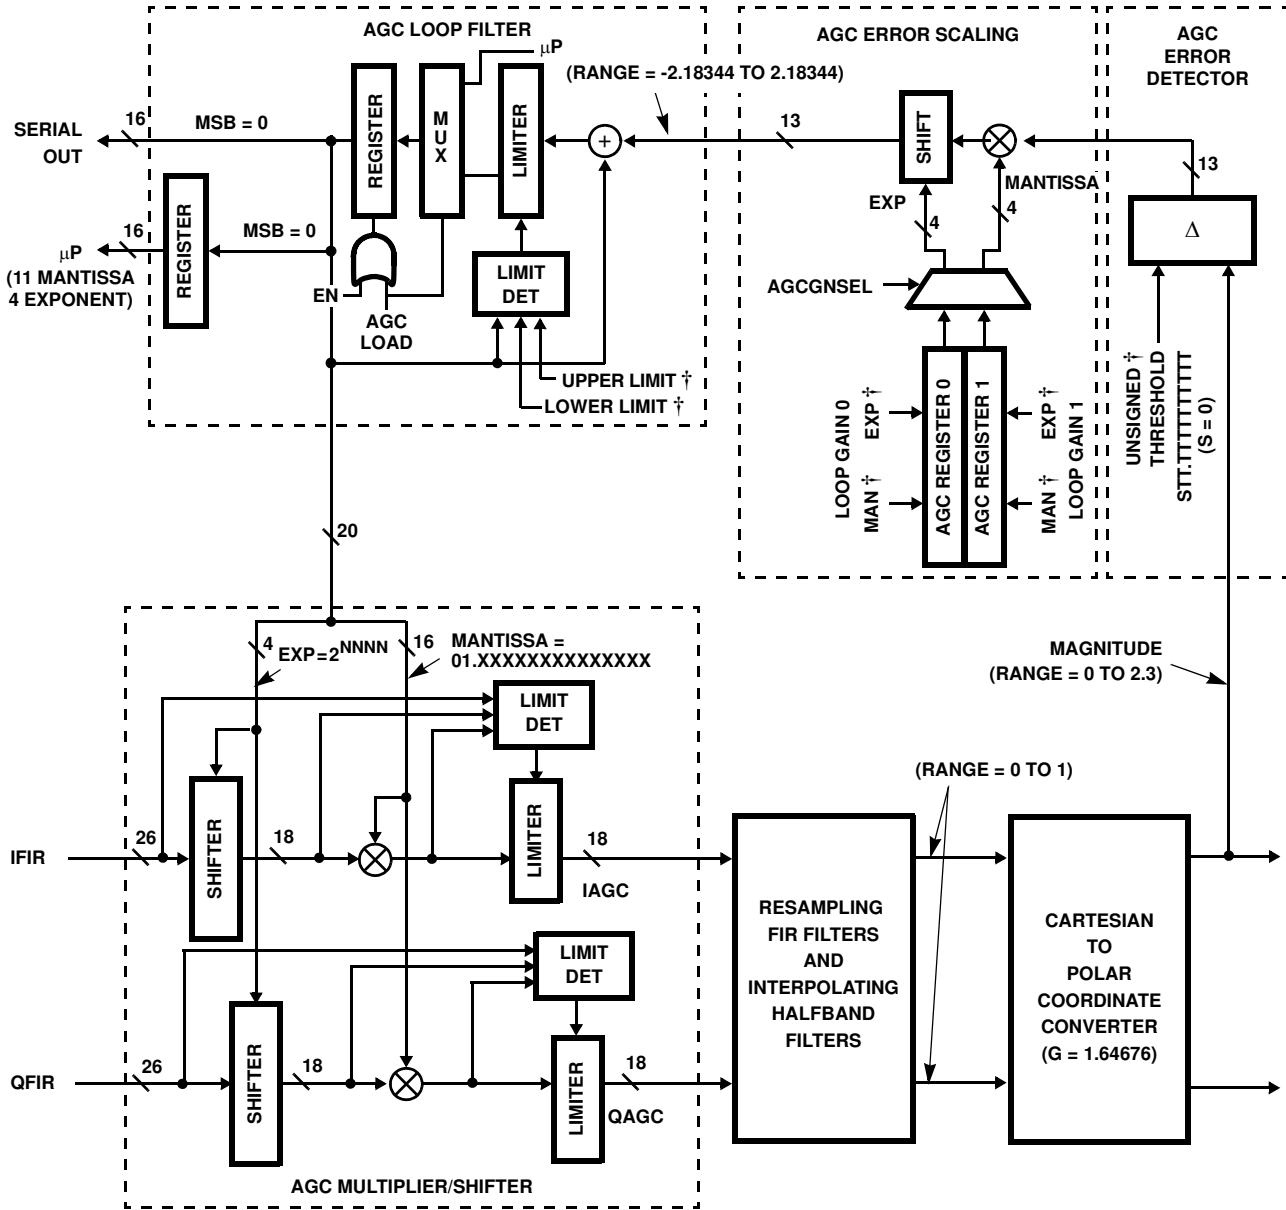 AGC LOOP FILTER
µP
(RANGE = -2.18344 TO 2.18344)
SERIAL
OUT
16
MSB = 0
REGISTER
MUX
LIMITER
+
µP
(11 MANTISSA
4 EXPONENT)
16
REGISTER
MSB = 0
EN
AGC
LOAD
LIMIT
DET
UPPER LIMIT †
LOWER LIMIT †
20
AGC ERROR SCALING
13
SHIFT
MANTISSA
EXP
4
4
AGCGNSEL
LOOP GAIN 0
EXP †
MAN †
AGC REGISTER 0
AGC REGISTER 1
EXP †
MAN †
LOOP GAIN 1
AGC
ERROR
DETECTOR
13
Δ
UNSIGNED †
THRESHOLD
STT.TTTTTTTTTT
(S = 0)
MAGNITUDE
(RANGE = 0 TO 2.3)
4
EXP=2NNNN
16
MANTISSA =
01.XXXXXXXXXXXXXX
LIMIT
DET
IFIR
26
SHIFTER
18
LIMITER
18
IAGC
LIMIT
DET
QFIR
26
SHIFTER
18
LIMITER
18
QAGC
AGC MULTIPLIER/SHIFTER
RESAMPLING
FIR FILTERS
AND
INTERPOLATING
HALFBAND
FILTERS
(RANGE = 0 TO 1)
CARTESIAN
TO
POLAR
COORDINATE
CONVERTER
(G = 1.64676)